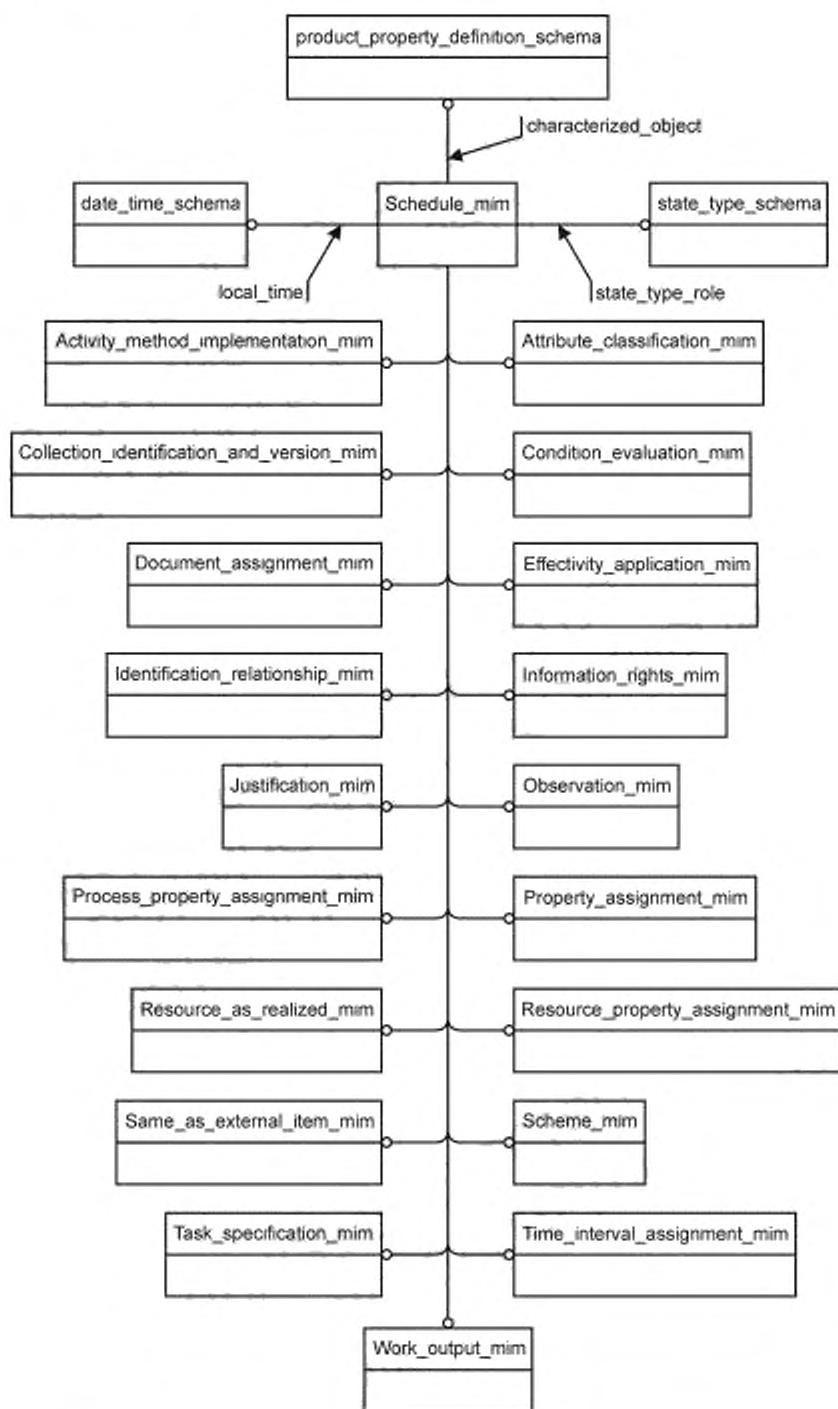 product_property_definition_schema
characterized_object
date_time_schema
Schedule_mim
state_type_schema
local_time
state_type_role
Activity_method_implementation_mim
Attribute_classification_mim
Collection_identification_and_version_mim
Condition_evaluation_mim
Document_assignment_mim
Effectivity_application_mim
Identification_relationship_mim
Information_rights_mim
Justification_mim
Observation_mim
Process_property_assignment_mim
Property_assignment_mim
Resource_as_realized_mim
Resource_property_assignment_mim
Same_as_external_item_mim
Scheme_mim
Task_specification_mim
Time_interval_assignment_mim
Work_output_mim